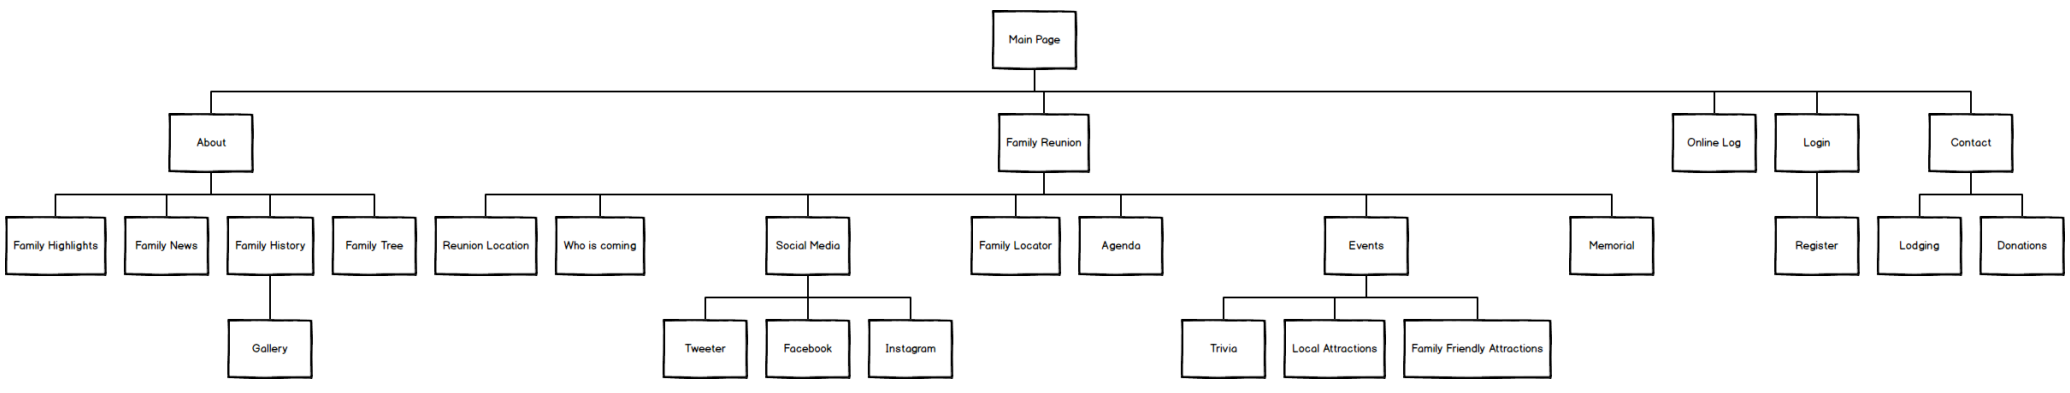 Main Page
About
Family Reunion
Online Log
Login
Contact
Family Highlights
Family News
Family History
Family Tree
Reunion Location
Who is coming
Social Media
Family Locator
Agenda
Events
Memorial
Register
Lodging
Donations
Gallery
Tweeter
Facebook
Instagram
Trivia
Local Attractions
Family Friendly Attractions